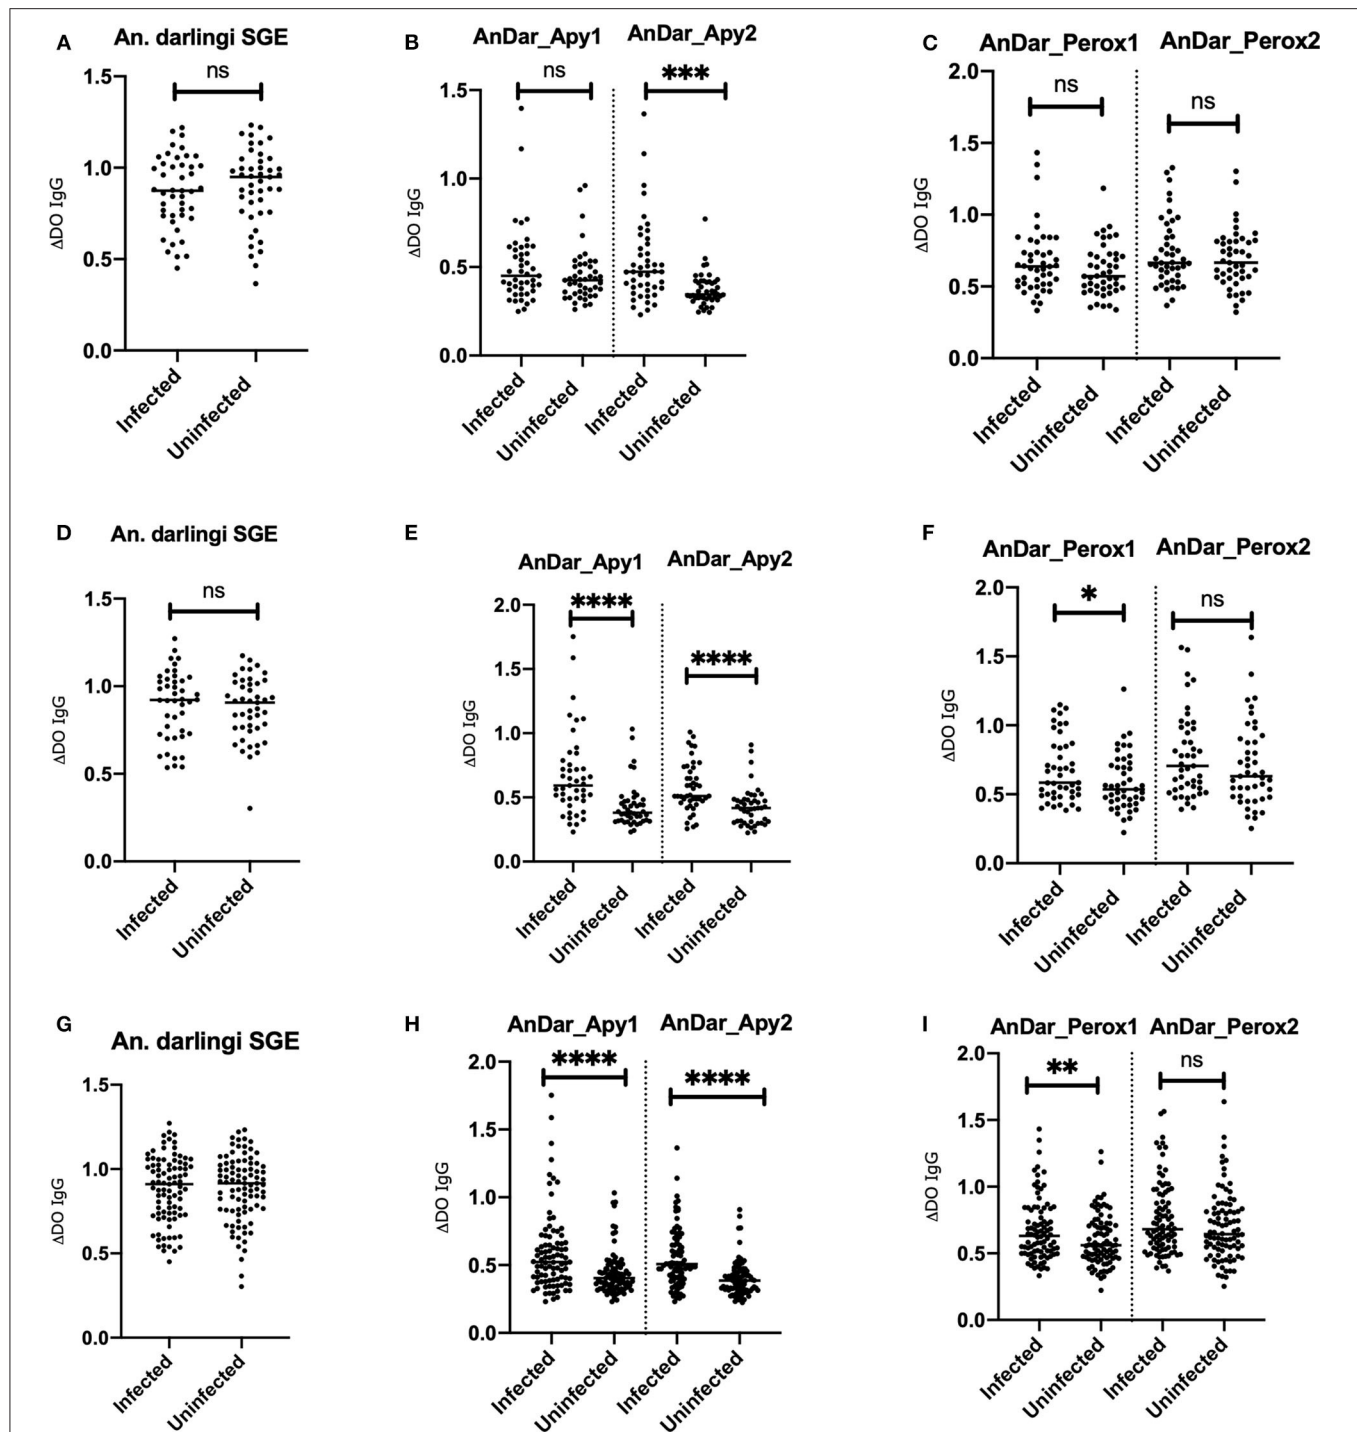 A An. darlingi SGE
ns
1.5
1.0
0.5
0.0
ΔDO IgG
Infected
Uninfected
B AnDar_Apy1 AnDar_Apy2
ns ***
1.5
1.0
0.5
0.0
ΔDO IgG
Infected
Uninfected
Infected
Uninfected
C AnDar_Perox1 AnDar_Perox2
ns ns
2.0
1.5
1.0
0.5
0.0
ΔDO IgG
Infected
Uninfected
Infected
Uninfected
D An. darlingi SGE
ns
1.5
1.0
0.5
0.0
ΔDO IgG
Infected
Uninfected
E AnDar_Apy1 AnDar_Apy2
**** ****
2.0
1.5
1.0
0.5
0.0
ΔDO IgG
Infected
Uninfected
Infected
Uninfected
F AnDar_Perox1 AnDar_Perox2
* ns
2.0
1.5
1.0
0.5
0.0
ΔDO IgG
Infected
Uninfected
Infected
Uninfected
G An. darlingi SGE
1.5
1.0
0.5
0.0
ΔDO IgG
Infected
Uninfected
H AnDar_Apy1 AnDar_Apy2
**** ****
2.0
1.5
1.0
0.5
0.0
ΔDO IgG
Infected
Uninfected
Infected
Uninfected
I AnDar_Perox1 AnDar_Perox2
** ns
2.0
1.5
1.0
0.5
0.0
ΔDO IgG
Infected
Uninfected
Infected
Uninfected